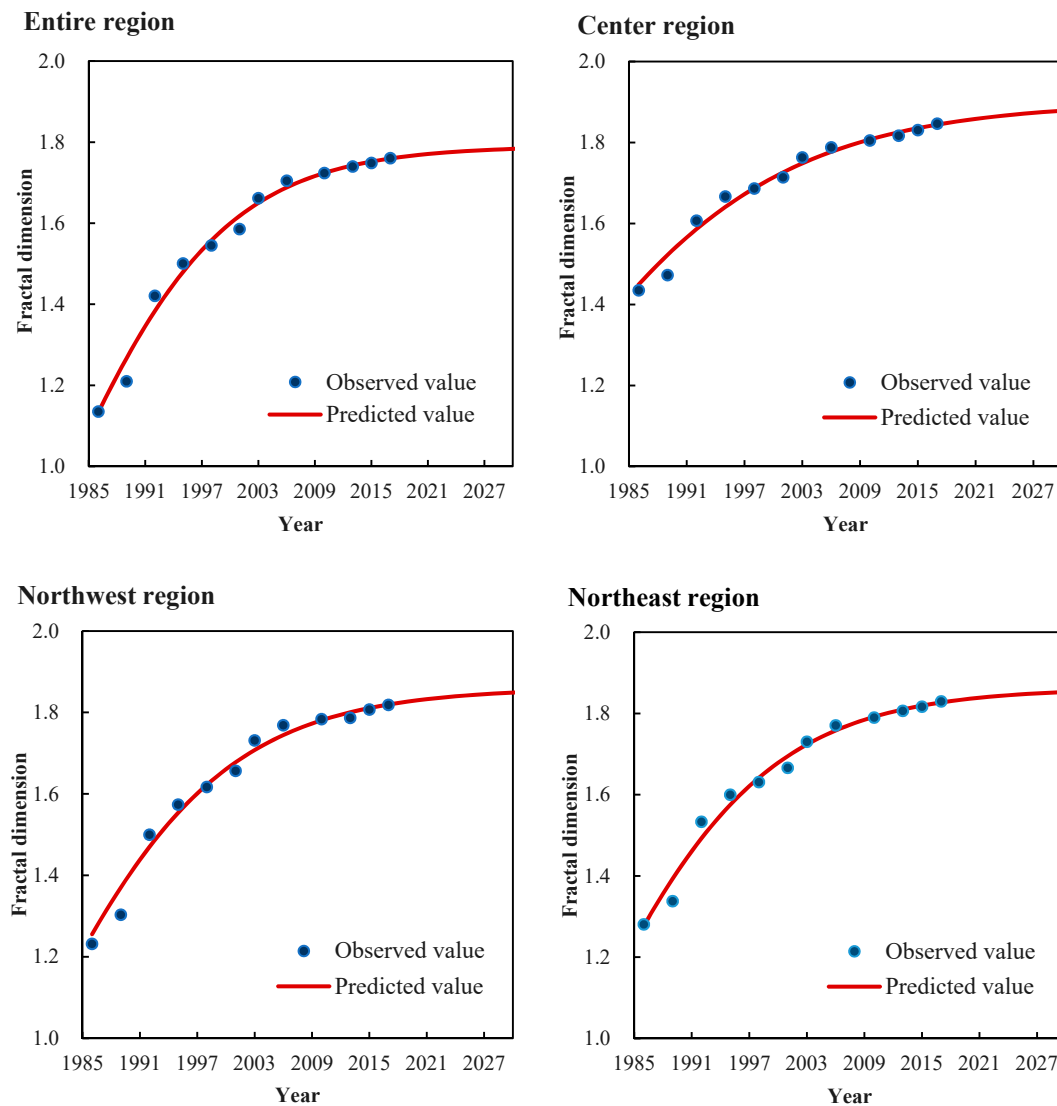 Entire region
2.0
1.8
1.6
1.4
1.2
1.0
Fractal dimension
Observed value
Predicted value
1985 1991 1997 2003 2009 2015 2021 2027
Year
Center region
2.0
1.8
1.6
1.4
1.2
1.0
Fractal dimension
Observed value
Predicted value
1985 1991 1997 2003 2009 2015 2021 2027
Year
Northwest region
2.0
1.8
1.6
1.4
1.2
1.0
Fractal dimension
Observed value
Predicted value
1985 1991 1997 2003 2009 2015 2021 2027
Year
Northeast region
2.0
1.8
1.6
1.4
1.2
1.0
Fractal dimension
Observed value
Predicted value
1985 1991 1997 2003 2009 2015 2021 2027
Year